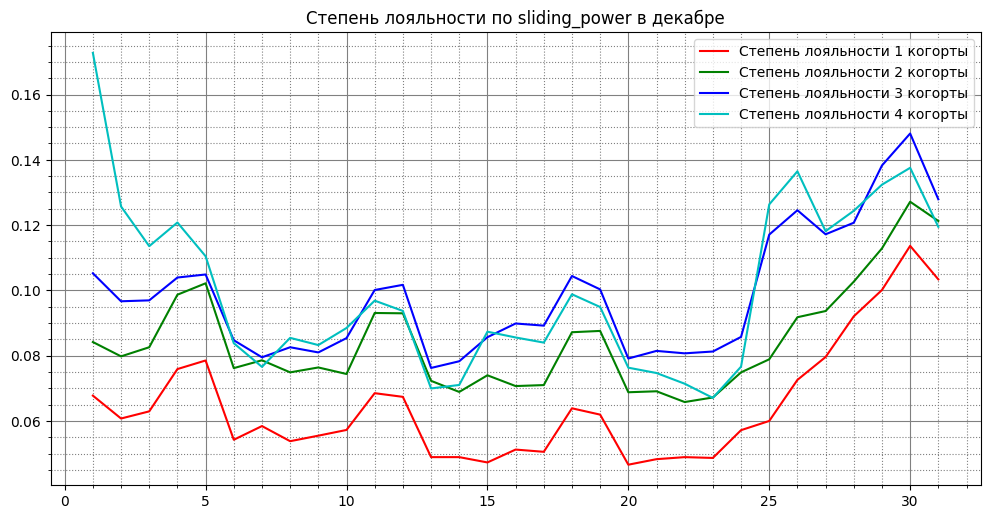 Степень лояльности по sliding_power в декабре
Степень лояльности 1 когорты
Степень лояльности 2 когорты
Степень лояльности 3 когорты
Степень лояльности 4 когорты
0.16
0.14
0.12
0.10
0.08
0.06
0 5 10 15 20 25 30